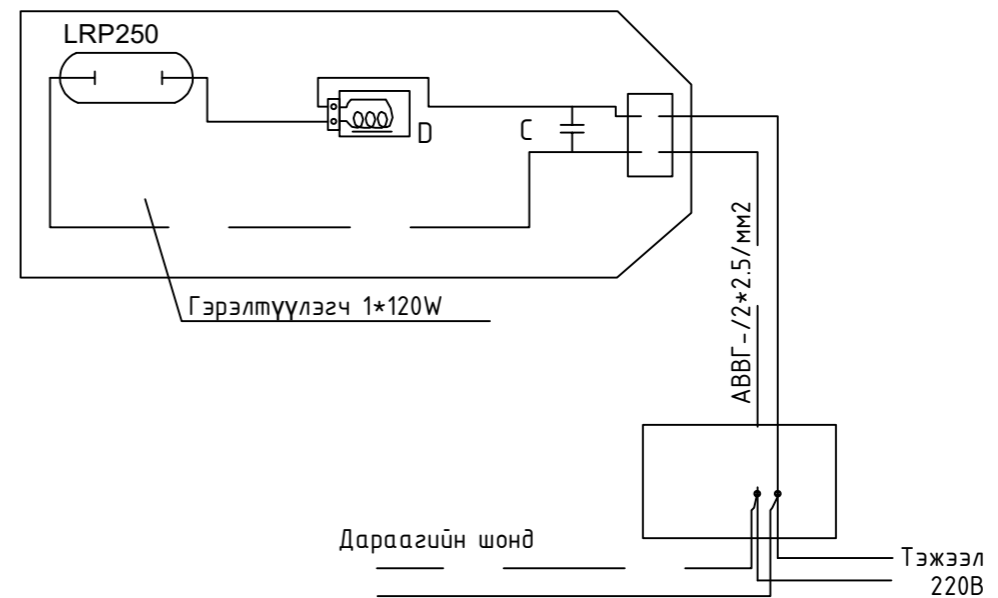 LRP250
D
C
Гэрэлтүүлэгч 1*120W
АВВГ-/2*2.5/мм2
Дараагийн шонд
Тэжээл
220В